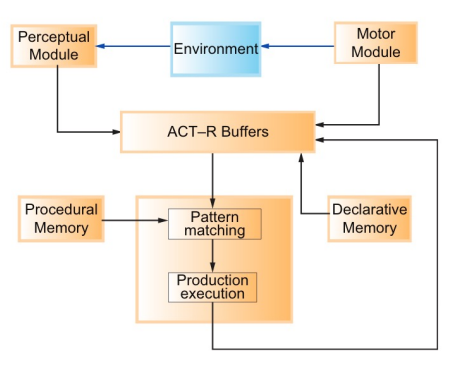 Perceptual
Module
Environment
Motor
Module
ACT–R Buffers
Procedural
Memory
Pattern
matching
Declarative
Memory
Production
execution